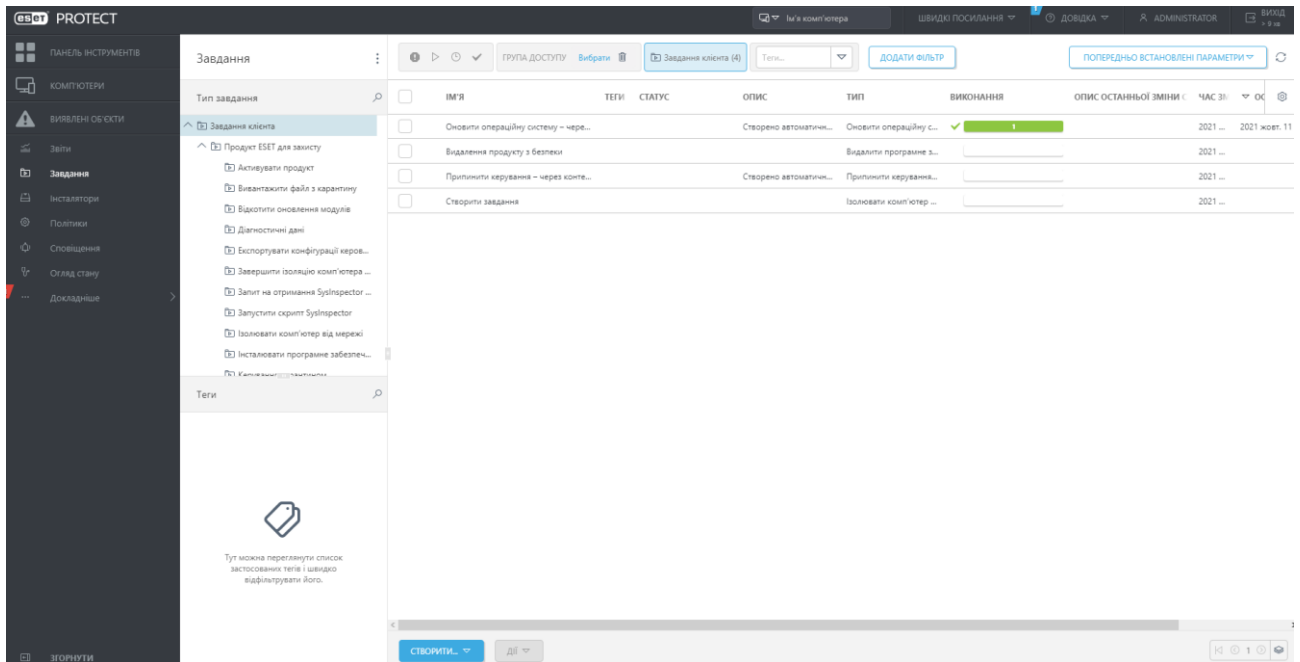 eset PROTECT
Ім'я комп'ютера
ШВИДКІ ПОСИЛАННЯ
ДОВІДКА
ADMINISTRATOR
ВИХІД
> 9 хв
ПАНЕЛЬ ІНСТРУМЕНТІВ
КОМП'ЮТЕРИ
ВИЯВЛЕНІ ОБ'ЄКТИ
Звіти
Завдання
Інсталятори
Політики
Сповіщення
Огляд стану
Докладніше
ЗГОРНУТИ
Завдання
Тип завдання
Завдання клієнта
Продукт ESET для захисту
Активувати продукт
Вивантажити файл з карантину
Відкотити оновлення модулів
Діагностичні дані
Експортувати конфігурації керов...
Завершити ізоляцію комп'ютера ...
Запит на отримання SysInspector ...
Запустити скрипт SysInspector
Ізолювати комп'ютер від мережі
Інсталювати програмне забезпеч...
Теги
Тут можна переглянути список
застосованих тегів і швидко
відфільтрувати його.
ГРУПА ДОСТУПУ Вибрати
Завдання клієнта (4)
Теги...
ДОДАТИ ФІЛЬТР
ПОПЕРЕДНЬО ВСТАНОВЛЕНІ ПАРАМЕТРИ
ІМ'Я ТЕГИ СТАТУС ОПИС ТИП ВИКОНАННЯ ОПИС ОСТАННЬОЇ ЗМІНИ С ЧАС ЗМ ОС
Оновити операційну систему – чере... Створено автоматичн... Оновити операційну с... 1 2021 ... 2021 жовт. 11
Видалення продукту з безпеки Видалити програмне з... 2021 ...
Припинити керування – через конте... Створено автоматичн... Припинити керування... 2021 ...
Створити завдання Ізолювати комп'ютер ... 2021 ...
СТВОРИТИ...
ДІЇ
1